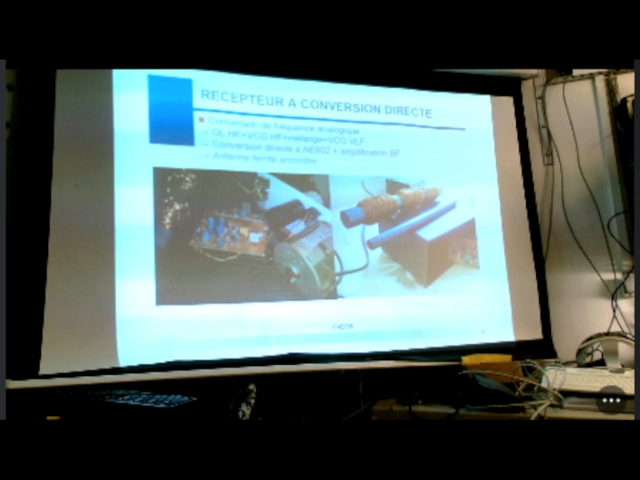 RECEPTEUR A CONVERSION DIRECTE
Conversion de fréquence analogique
– OL HF+VCO HF+mélange=VCO VLF
– Conversion directe à NE602 + amplification BF
– Antenne ferrite accordée